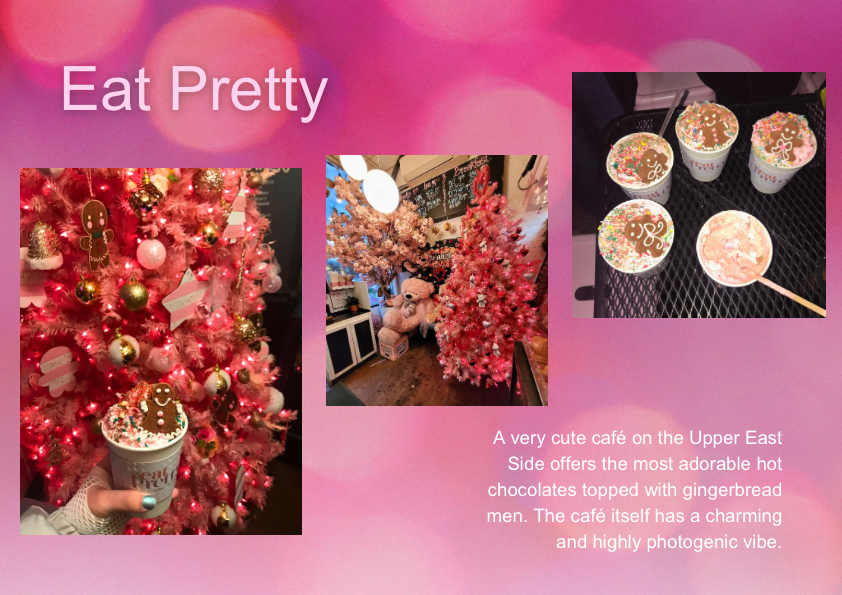 Eat Pretty
Breakfast
A very cute café on the Upper East
Side offers the most adorable hot
chocolates topped with gingerbread
men. The café itself has a charming
and highly photogenic vibe.